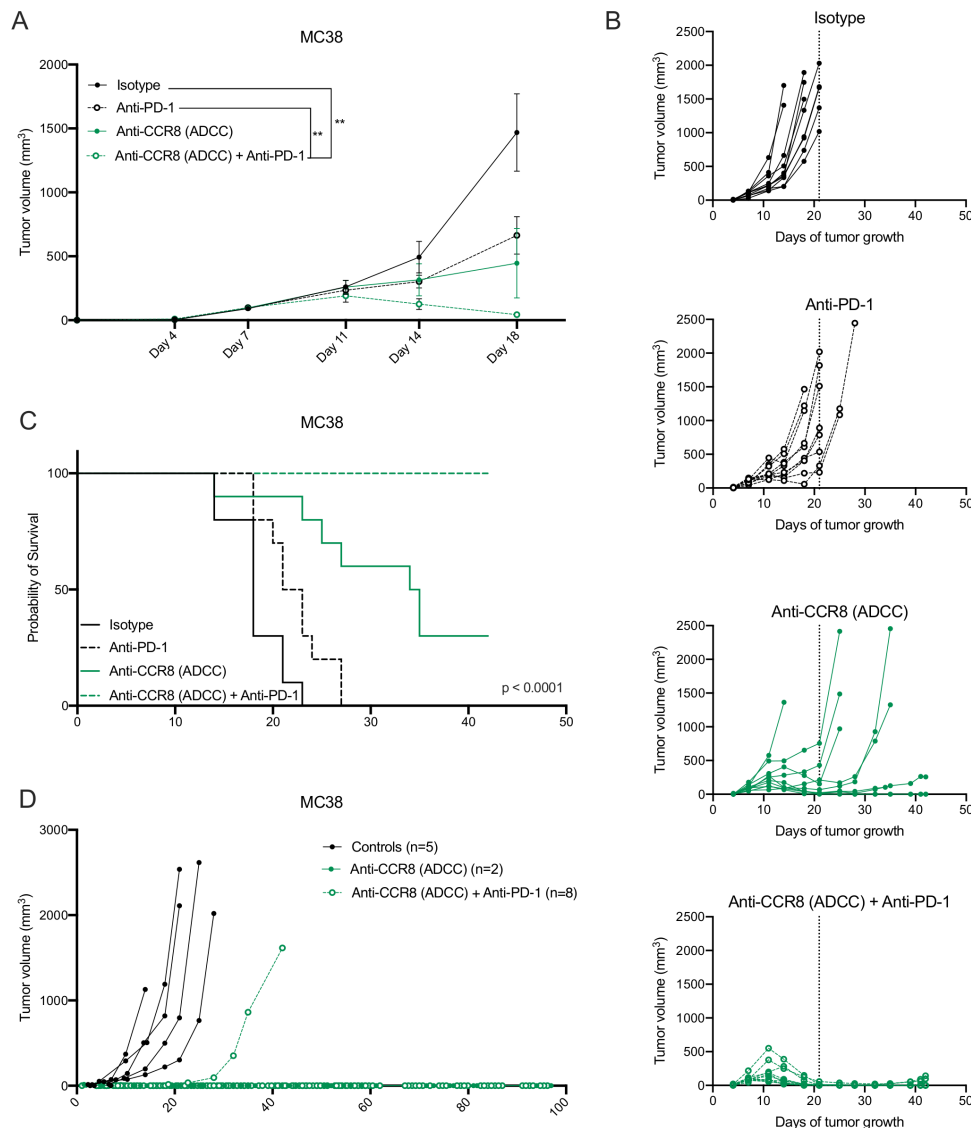 A
MC38
Tumor volume (mm³)
2000
1500
1000
500
0
Isotype
Anti-PD-1
Anti-CCR8 (ADCC)
Anti-CCR8 (ADCC) + Anti-PD-1
**
**
Day 4
Day 7
Day 11
Day 14
Day 18
B
Isotype
Tumor volume (mm³)
2500
2000
1500
1000
500
0
0 10 20 30 40 50
Days of tumor growth
Anti-PD-1
Tumor volume (mm³)
2500
2000
1500
1000
500
0
0 10 20 30 40 50
Days of tumor growth
Anti-CCR8 (ADCC)
Tumor volume (mm³)
2500
2000
1500
1000
500
0
0 10 20 30 40 50
Days of tumor growth
Anti-CCR8 (ADCC) + Anti-PD-1
Tumor volume (mm³)
2500
2000
1500
1000
500
0
0 10 20 30 40 50
Days of tumor growth
C
MC38
Probability of Survival
100
50
0
Isotype
Anti-PD-1
Anti-CCR8 (ADCC)
Anti-CCR8 (ADCC) + Anti-PD-1
p < 0.0001
0 10 20 30 40 50
D
MC38
Tumor volume (mm³)
3000
2000
1000
0
Controls (n=5)
Anti-CCR8 (ADCC) (n=2)
Anti-CCR8 (ADCC) + Anti-PD-1 (n=8)
0 20 40 60 80 100